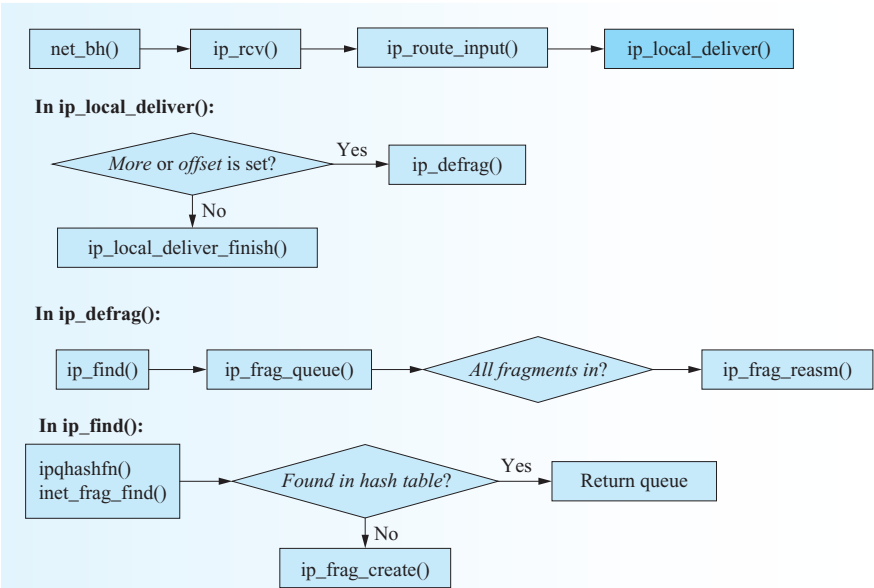 net_bh()
ip_rcv()
ip_route_input()
ip_local_deliver()
In ip_local_deliver():
More or offset is set?
Yes
ip_defrag()
No
ip_local_deliver_finish()
In ip_defrag():
ip_find()
ip_frag_queue()
All fragments in?
ip_frag_reasm()
In ip_find():
ipqhashfn()
inet_frag_find()
Found in hash table?
Yes
Return queue
No
ip_frag_create()